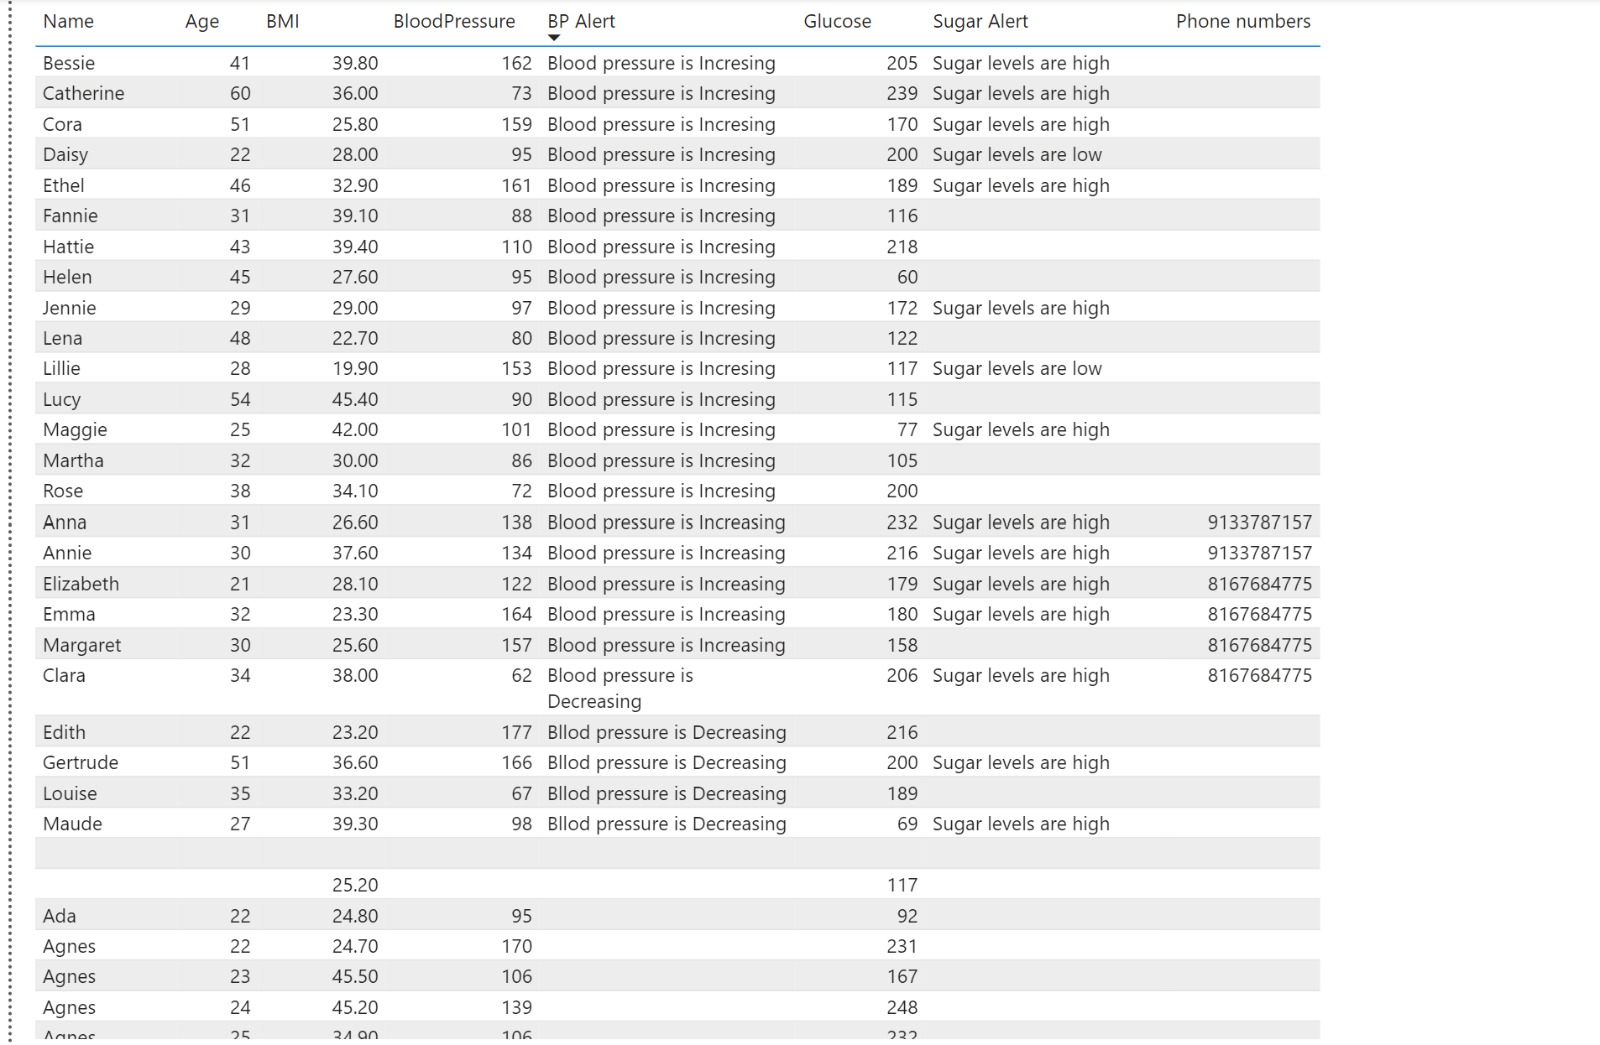 Name Age BMI BloodPressure BP Alert Glucose Sugar Alert Phone numbers
Bessie 41 39.80 162 Blood pressure is Incresing 205 Sugar levels are high
Catherine 60 36.00 73 Blood pressure is Incresing 239 Sugar levels are high
Cora 51 25.80 159 Blood pressure is Incresing 170 Sugar levels are high
Daisy 22 28.00 95 Blood pressure is Incresing 200 Sugar levels are low
Ethel 46 32.90 161 Blood pressure is Incresing 189 Sugar levels are high
Fannie 31 39.10 88 Blood pressure is Incresing 116
Hattie 43 39.40 110 Blood pressure is Incresing 218
Helen 45 27.60 95 Blood pressure is Incresing 60
Jennie 29 29.00 97 Blood pressure is Incresing 172 Sugar levels are high
Lena 48 22.70 80 Blood pressure is Incresing 122
Lillie 28 19.90 153 Blood pressure is Incresing 117 Sugar levels are low
Lucy 54 45.40 90 Blood pressure is Incresing 115
Maggie 25 42.00 101 Blood pressure is Incresing 77 Sugar levels are high
Martha 32 30.00 86 Blood pressure is Incresing 105
Rose 38 34.10 72 Blood pressure is Incresing 200
Anna 31 26.60 138 Blood pressure is Increasing 232 Sugar levels are high 9133787157
Annie 30 37.60 134 Blood pressure is Increasing 216 Sugar levels are high 9133787157
Elizabeth 21 28.10 122 Blood pressure is Increasing 179 Sugar levels are high 8167684775
Emma 32 23.30 164 Blood pressure is Increasing 180 Sugar levels are high 8167684775
Margaret 30 25.60 157 Blood pressure is Increasing 158 8167684775
Clara 34 38.00 62 Blood pressure is 206 Sugar levels are high 8167684775
Decreasing
Edith 22 23.20 177 Bllod pressure is Decreasing 216
Gertrude 51 36.60 166 Bllod pressure is Decreasing 200 Sugar levels are high
Louise 35 33.20 67 Bllod pressure is Decreasing 189
Maude 27 39.30 98 Bllod pressure is Decreasing 69 Sugar levels are high
25.20 117
Ada 22 24.80 95 92
Agnes 22 24.70 170 231
Agnes 23 45.50 106 167
Agnes 24 45.20 139 248
Agnes 25 34.90 106 232